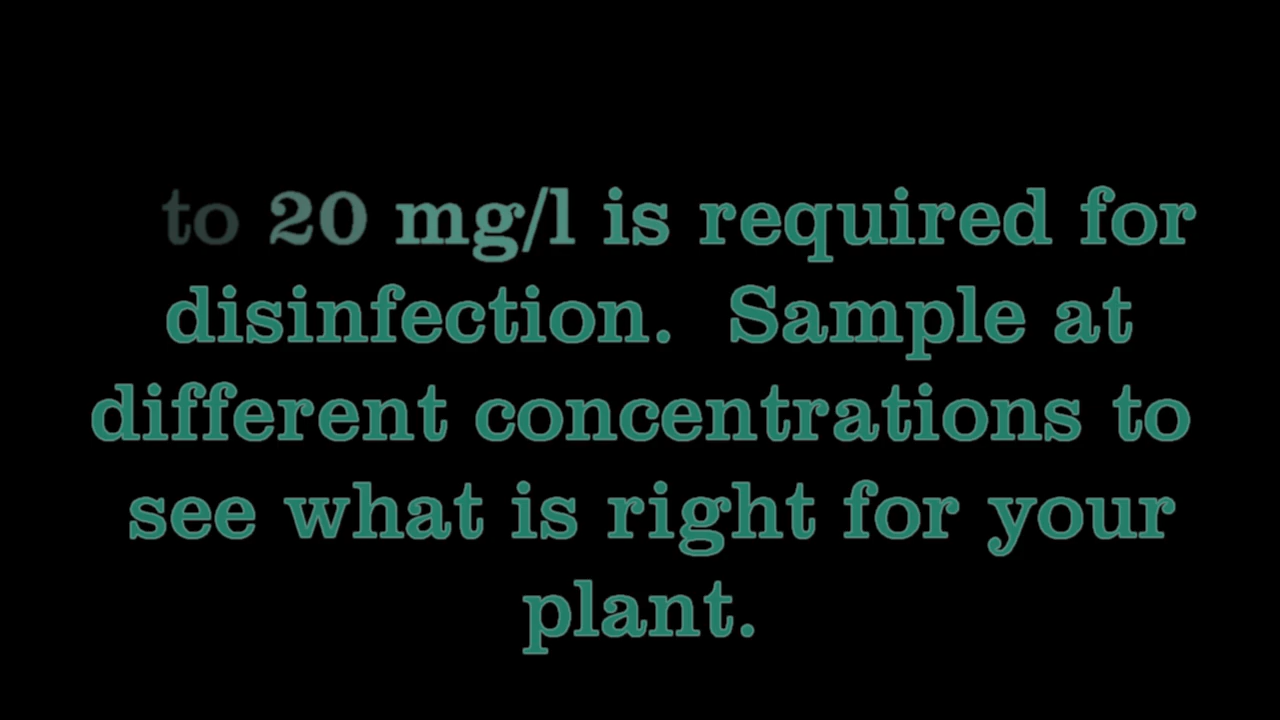 to 20 mg/l is required for
disinfection.  Sample at
different concentrations to
see what is right for your
plant.